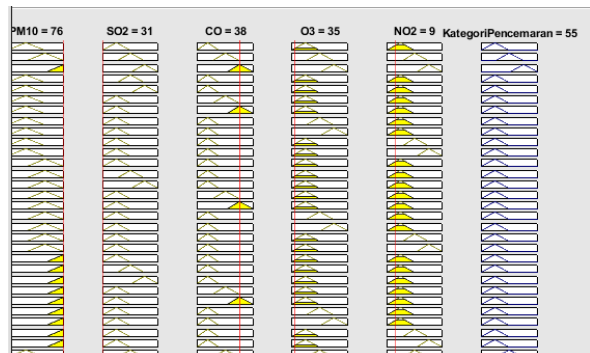 PM10 = 76 SO2 = 31 CO = 38 O3 = 35 NO2 = 9 KategoriPencemaran = 55